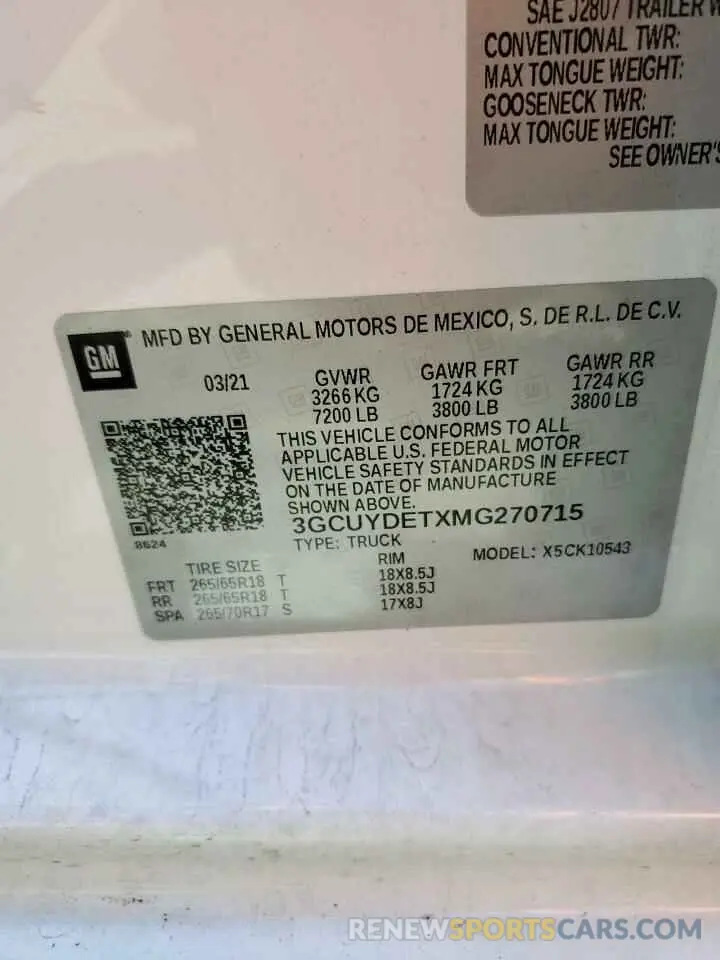 SAE J2807 TRAILER W
CONVENTIONAL TWR:
MAX TONGUE WEIGHT:
GOOSENECK TWR:
MAX TONGUE WEIGHT:
SEE OWNER'S
GM
MFD BY GENERAL MOTORS DE MEXICO, S. DE R.L. DE C.V.
03/21 GVWR GAWR FRT GAWR RR
3266 KG 1724 KG 1724 KG
7200 LB 3800 LB 3800 LB
THIS VEHICLE CONFORMS TO ALL
APPLICABLE U.S. FEDERAL MOTOR
VEHICLE SAFETY STANDARDS IN EFFECT
ON THE DATE OF MANUFACTURE
SHOWN ABOVE.
3GCUYDETXMG270715
8624
TYPE: TRUCK MODEL: X5CK10543
TIRE SIZE RIM
FRT 265/65R18 T 18X8.5J
RR 265/65R18 T 18X8.5J
SPA 265/70R17 S 17X8J
RENEWSPORTSCARS.COM